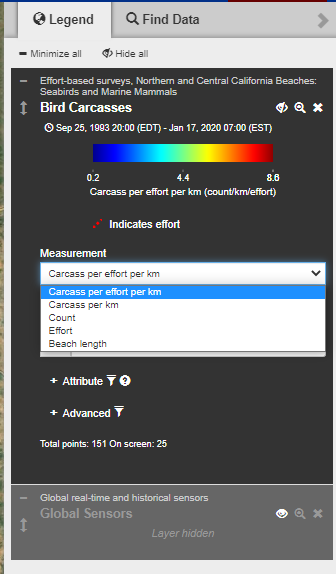 Legend
Find Data
Minimize all
Hide all
Effort-based surveys, Northern and Central California Beaches:
Seabirds and Marine Mammals
Bird Carcasses
Sep 25, 1993 20:00 (EDT) - Jan 17, 2020 07:00 (EST)
0.2 4.4 8.6
Carcass per effort per km (count/km/effort)
Indicates effort
Measurement
Carcass per effort per km
Carcass per effort per km
Carcass per km
Count
Effort
Beach length
+ Attribute
+ Advanced
Total points: 151 On screen: 25
Global real-time and historical sensors
Global Sensors
Layer hidden